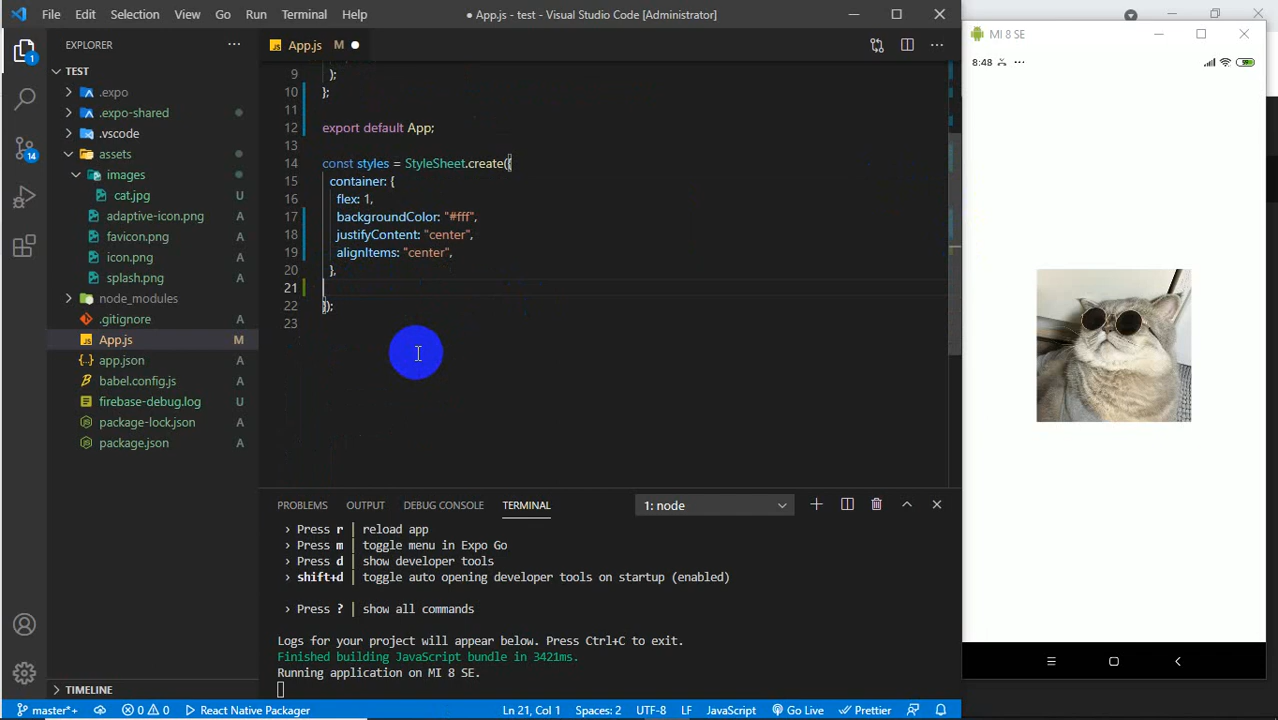 File Edit Selection View Go Run Terminal Help
● App.js - test - Visual Studio Code [Administrator]
MI 8 SE
EXPLORER
App.js M
8:48
TEST
.expo
.expo-shared
.vscode
assets
images
cat.jpg U
adaptive-icon.png A
favicon.png A
icon.png A
splash.png A
node_modules
.gitignore A
App.js M
app.json A
babel.config.js A
firebase-debug.log U
package-lock.json A
package.json A
TIMELINE
1
14
9 );
10 };
11
12 export default App;
13
14 const styles = StyleSheet.create({
15 container: {
16 flex: 1,
17 backgroundColor: "#fff",
18 justifyContent: "center",
19 alignItems: "center",
20 },
21
22 });
23
PROBLEMS OUTPUT DEBUG CONSOLE TERMINAL 1: node
› Press r | reload app
› Press m | toggle menu in Expo Go
› Press d | show developer tools
› shift+d | toggle auto opening developer tools on startup (enabled)
› Press ? | show all commands
Logs for your project will appear below. Press Ctrl+C to exit.
Finished building JavaScript bundle in 3421ms.
Running application on MI 8 SE.
master*+ 0 0 React Native Packager Ln 21, Col 1 Spaces: 2 UTF-8 LF JavaScript Go Live Prettier